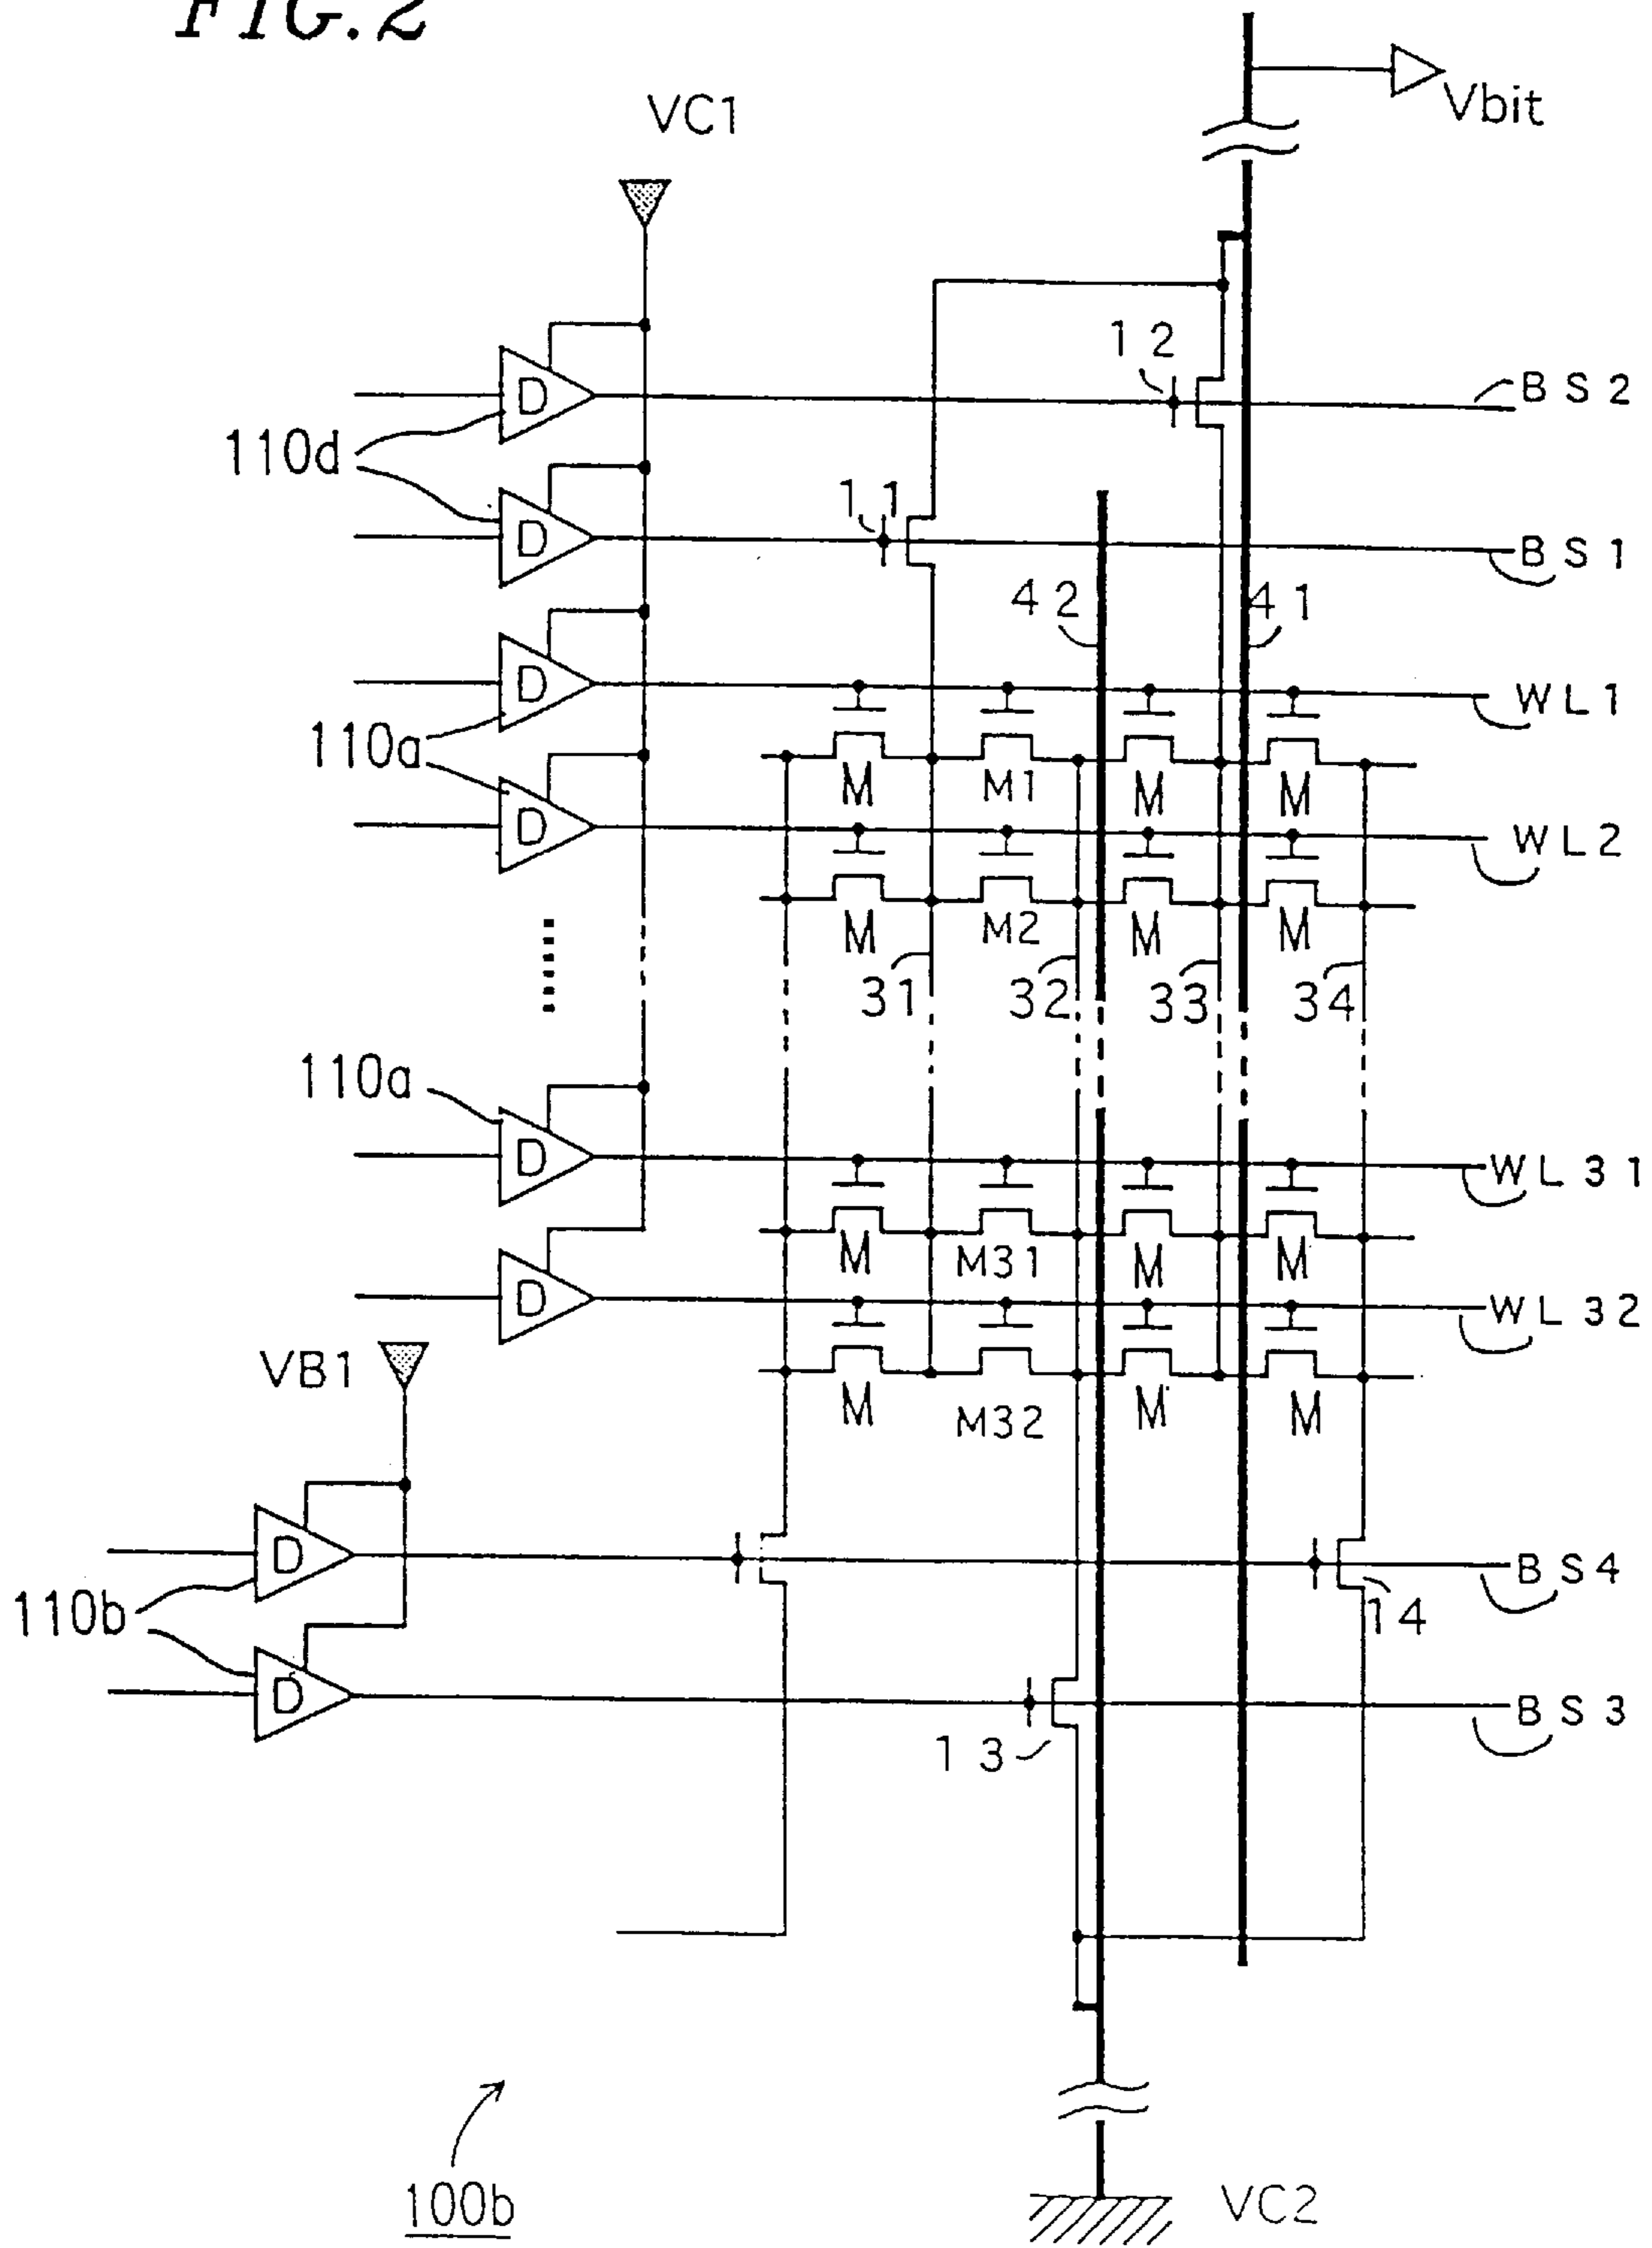 FIG. 2
Vbit
VC1
12
D
BS2
110d
11
D
BS1
42
41
D
WL1
110a
M
M1
M
M
D
WL2
M
M2
M
M
31
32
33
34
110a
D
WL31
M
M31
M
M
D
WL32
VB1
M
M32
M
M
D
BS4
110b
14
D
BS3
13
100b
VC2